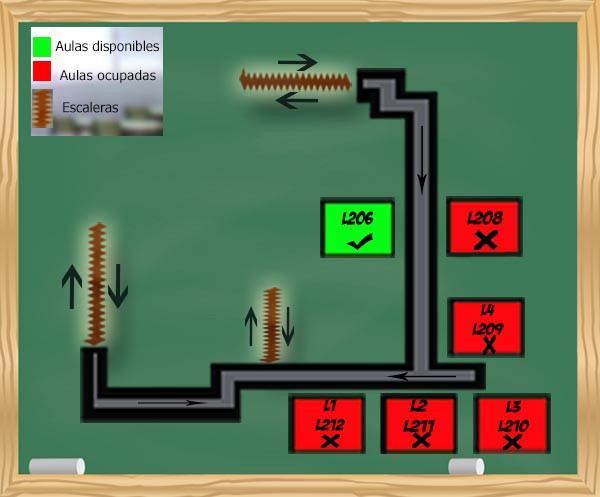 Aulas disponibles
Aulas ocupadas
Escaleras
L206
L208
L4
L209
L1
L212
L2
L211
L3
L210